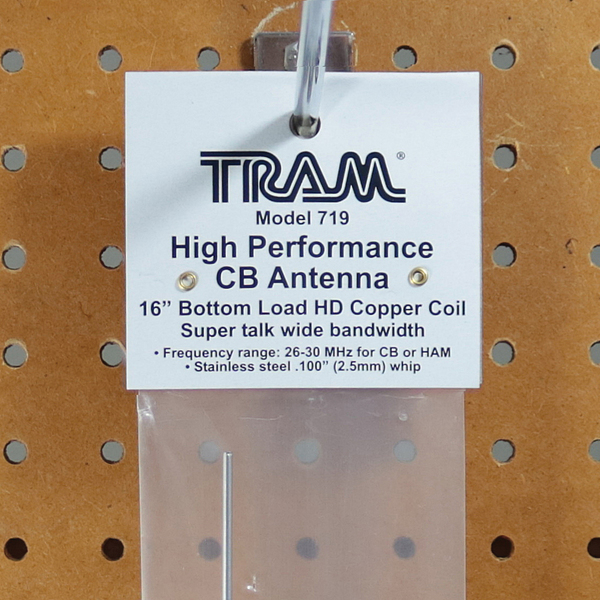 TRAM®
Model 719
High Performance
CB Antenna
16” Bottom Load HD Copper Coil
Super talk wide bandwidth
• Frequency range: 26-30 MHz for CB or HAM
• Stainless steel .100” (2.5mm) whip